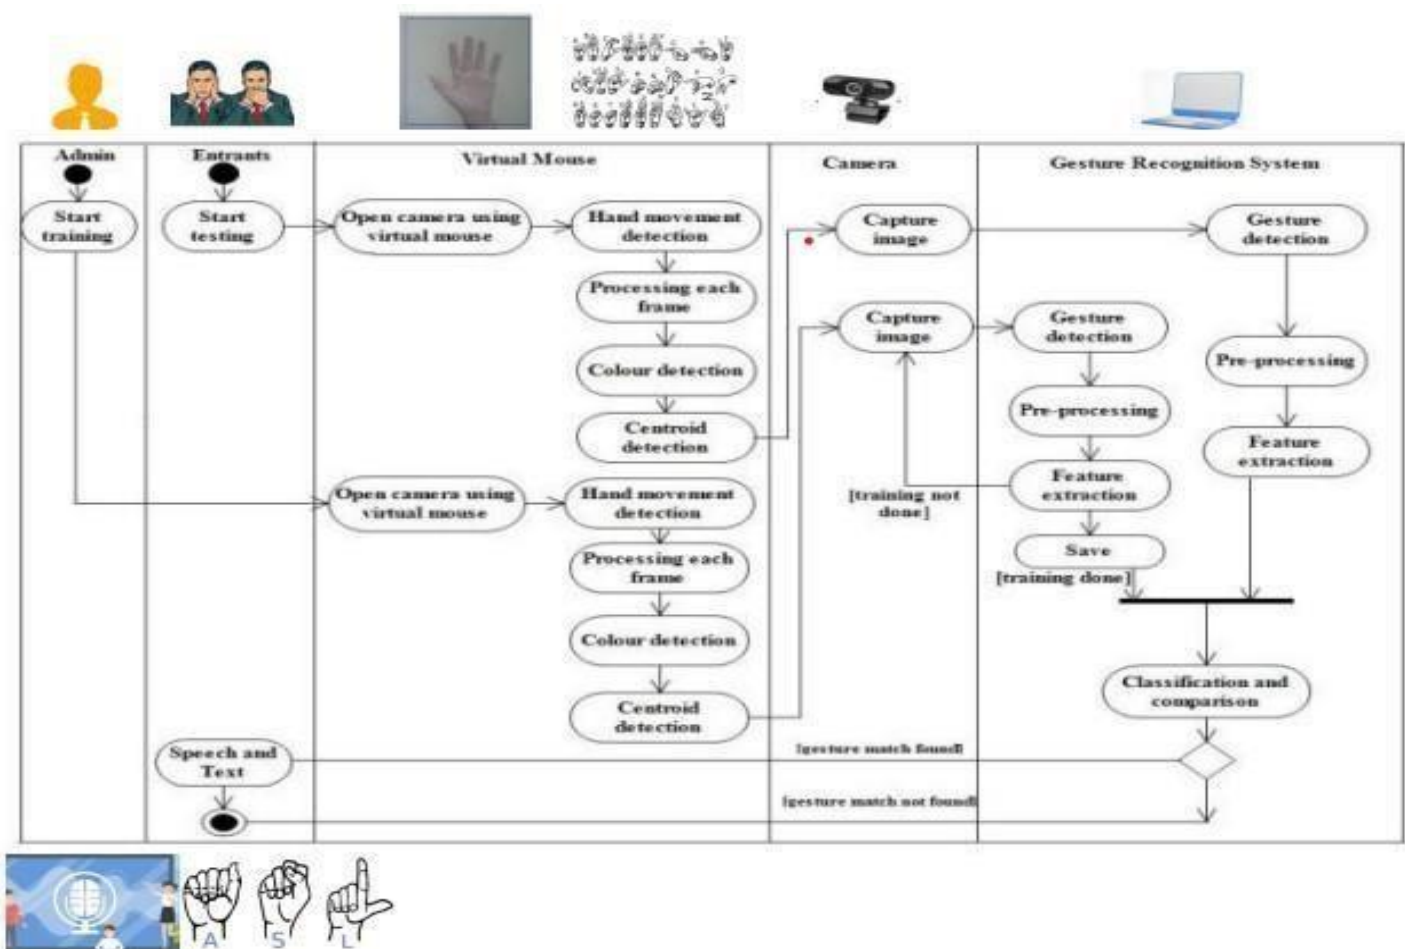 Admin
Entrants
Virtual Mouse
Camera
Gesture Recognition System
Start
training
Start
testing
Open camera using
virtual mouse
Hand movement
detection
Capture
image
Gesture
detection
Processing each
frame
Capture
image
Gesture
detection
Pre-processing
Colour detection
Pre-processing
Centroid
detection
Feature
extraction
Open camera using
virtual mouse
Hand movement
detection
[training not
done]
Feature
extraction
Processing each
frame
Save
[training done]
Colour detection
Classification and
comparison
Centroid
detection
Speech and
Text
[gesture match found]
[gesture match not found]
A S L